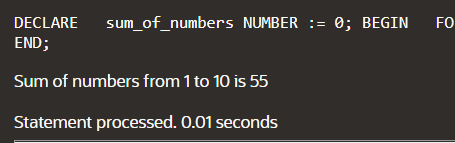 DECLARE sum_of_numbers NUMBER := 0; BEGIN FO
END;
Sum of numbers from 1 to 10 is 55
Statement processed. 0.01 seconds